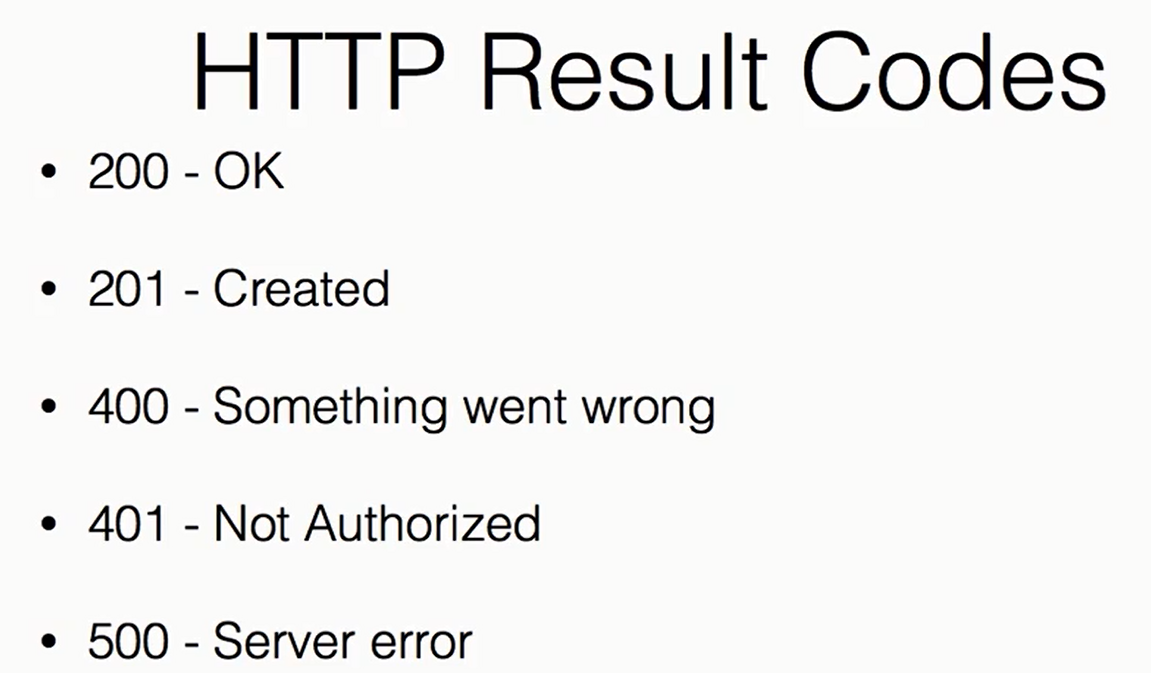 HTTP Result Codes
• 200 - OK
• 201 - Created
• 400 - Something went wrong
• 401 - Not Authorized
• 500 - Server error